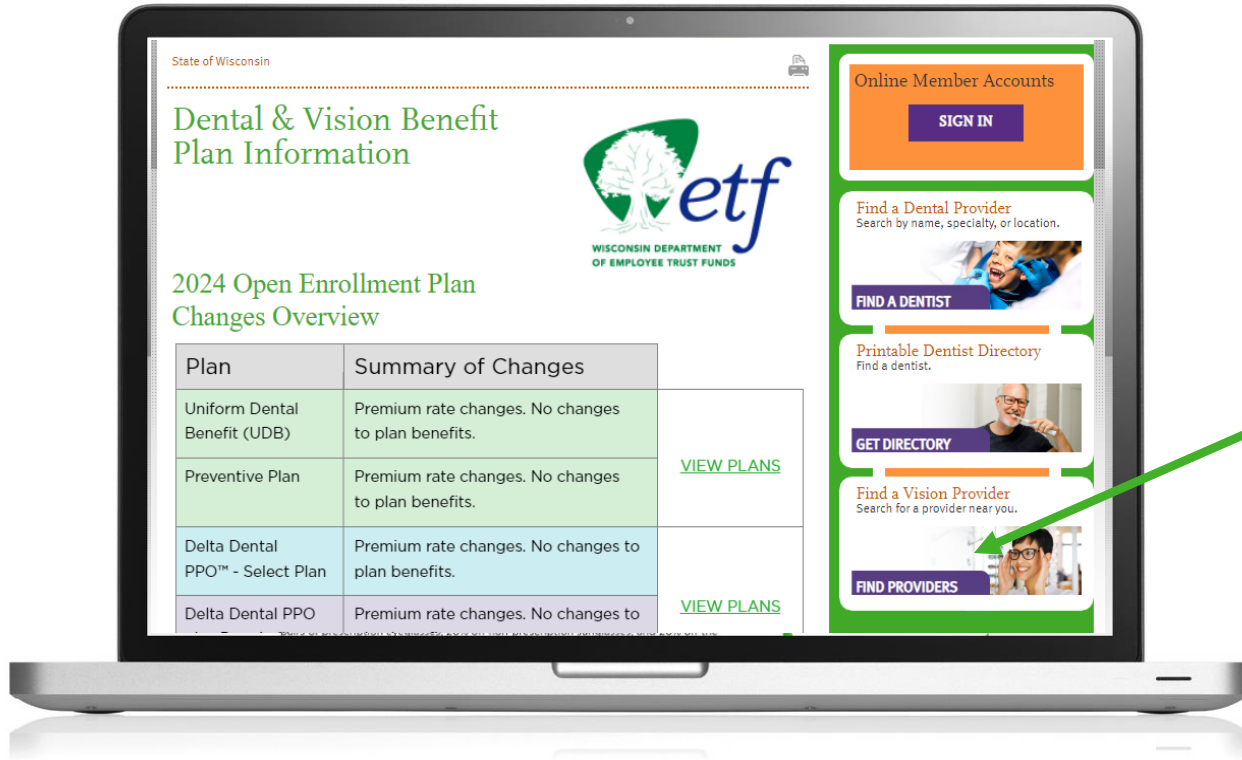 State of Wisconsin
Dental & Vision Benefit
Plan Information
etf
WISCONSIN DEPARTMENT
OF EMPLOYEE TRUST FUNDS
2024 Open Enrollment Plan
Changes Overview
Plan
Summary of Changes
Uniform Dental
Benefit (UDB)
Premium rate changes. No changes
to plan benefits.
Preventive Plan
Premium rate changes. No changes
to plan benefits.
VIEW PLANS
Delta Dental
PPO™ - Select Plan
Premium rate changes. No changes to
plan benefits.
Delta Dental PPO
Premium rate changes. No changes to
VIEW PLANS
Online Member Accounts
SIGN IN
Find a Dental Provider
Search by name, specialty, or location.
FIND A DENTIST
Printable Dentist Directory
Find a dentist.
GET DIRECTORY
Find a Vision Provider
Search for a provider near you.
FIND PROVIDERS